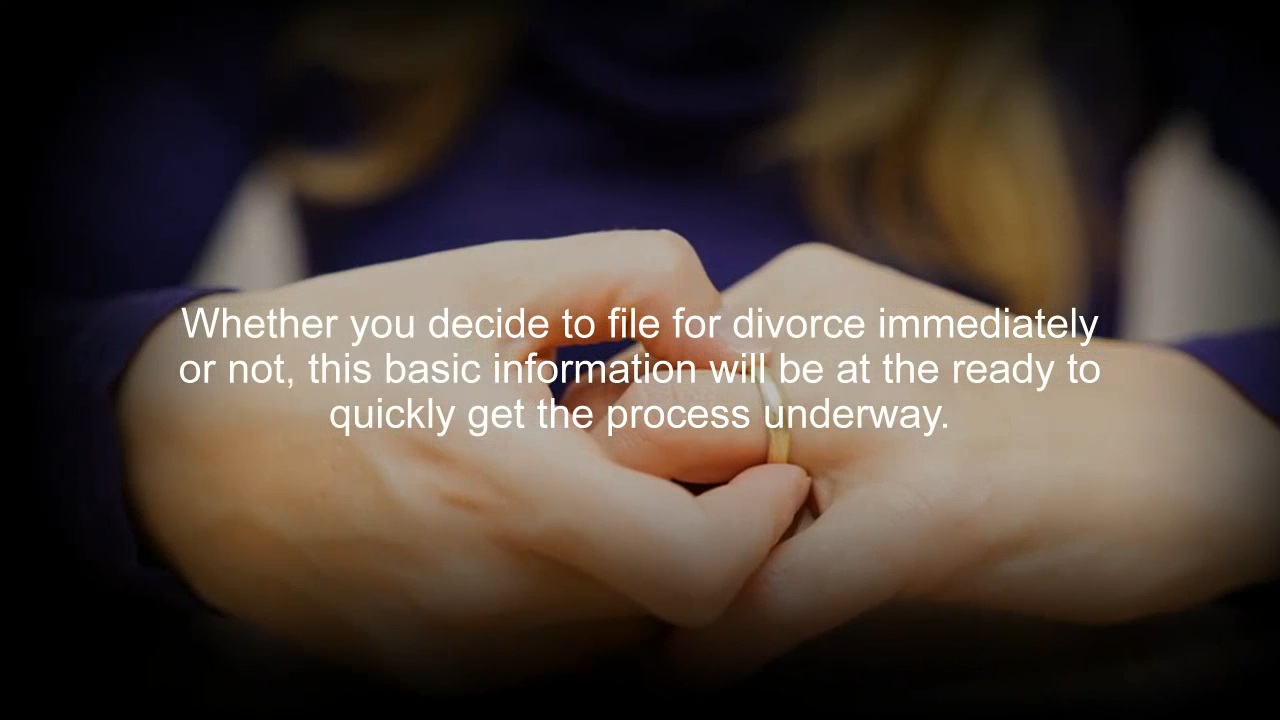 Whether you decide to file for divorce immediately
or not, this basic information will be at the ready to
quickly get the process underway.